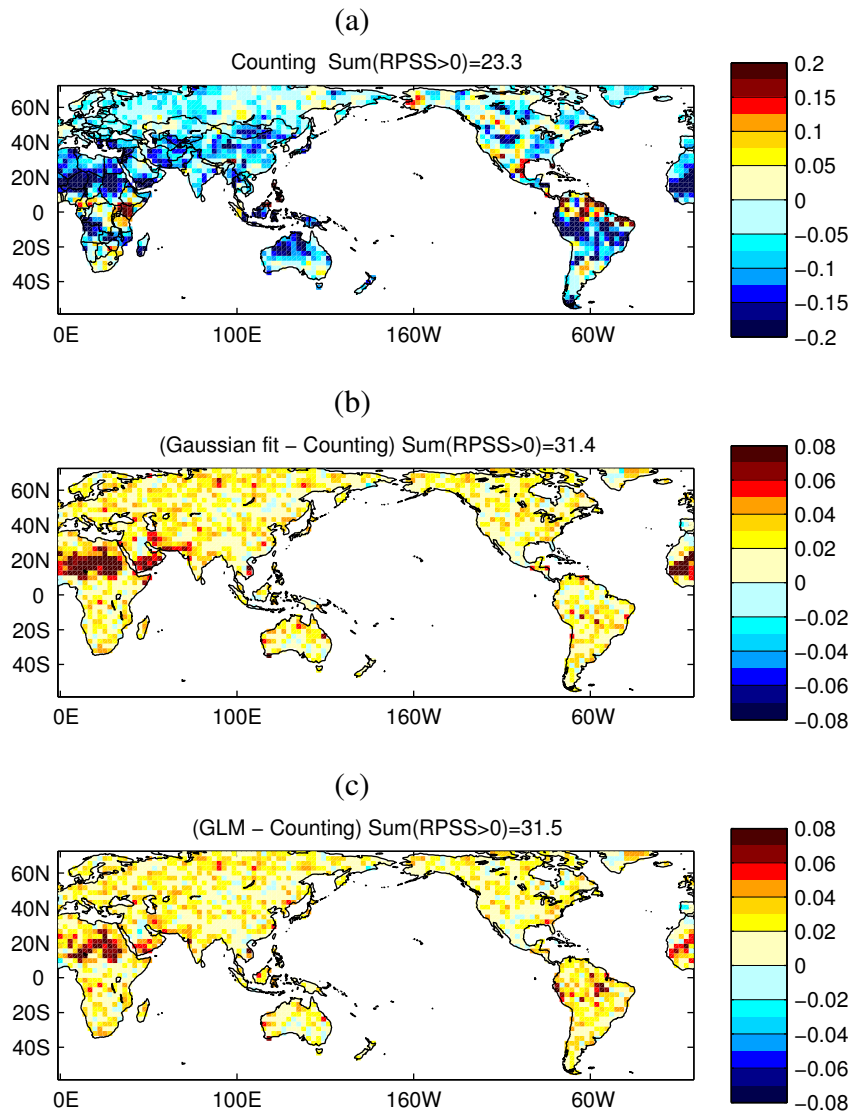 (a)
Counting  Sum(RPSS>0)=23.3
60N
40N
20N
0
20S
40S
0E
100E
160W
60W
0.2
0.15
0.1
0.05
0
−0.05
−0.1
−0.15
−0.2
(b)
(Gaussian fit − Counting) Sum(RPSS>0)=31.4
60N
40N
20N
0
20S
40S
0E
100E
160W
60W
0.08
0.06
0.04
0.02
0
−0.02
−0.04
−0.06
−0.08
(c)
(GLM − Counting) Sum(RPSS>0)=31.5
60N
40N
20N
0
20S
40S
0E
100E
160W
60W
0.08
0.06
0.04
0.02
0
−0.02
−0.04
−0.06
−0.08